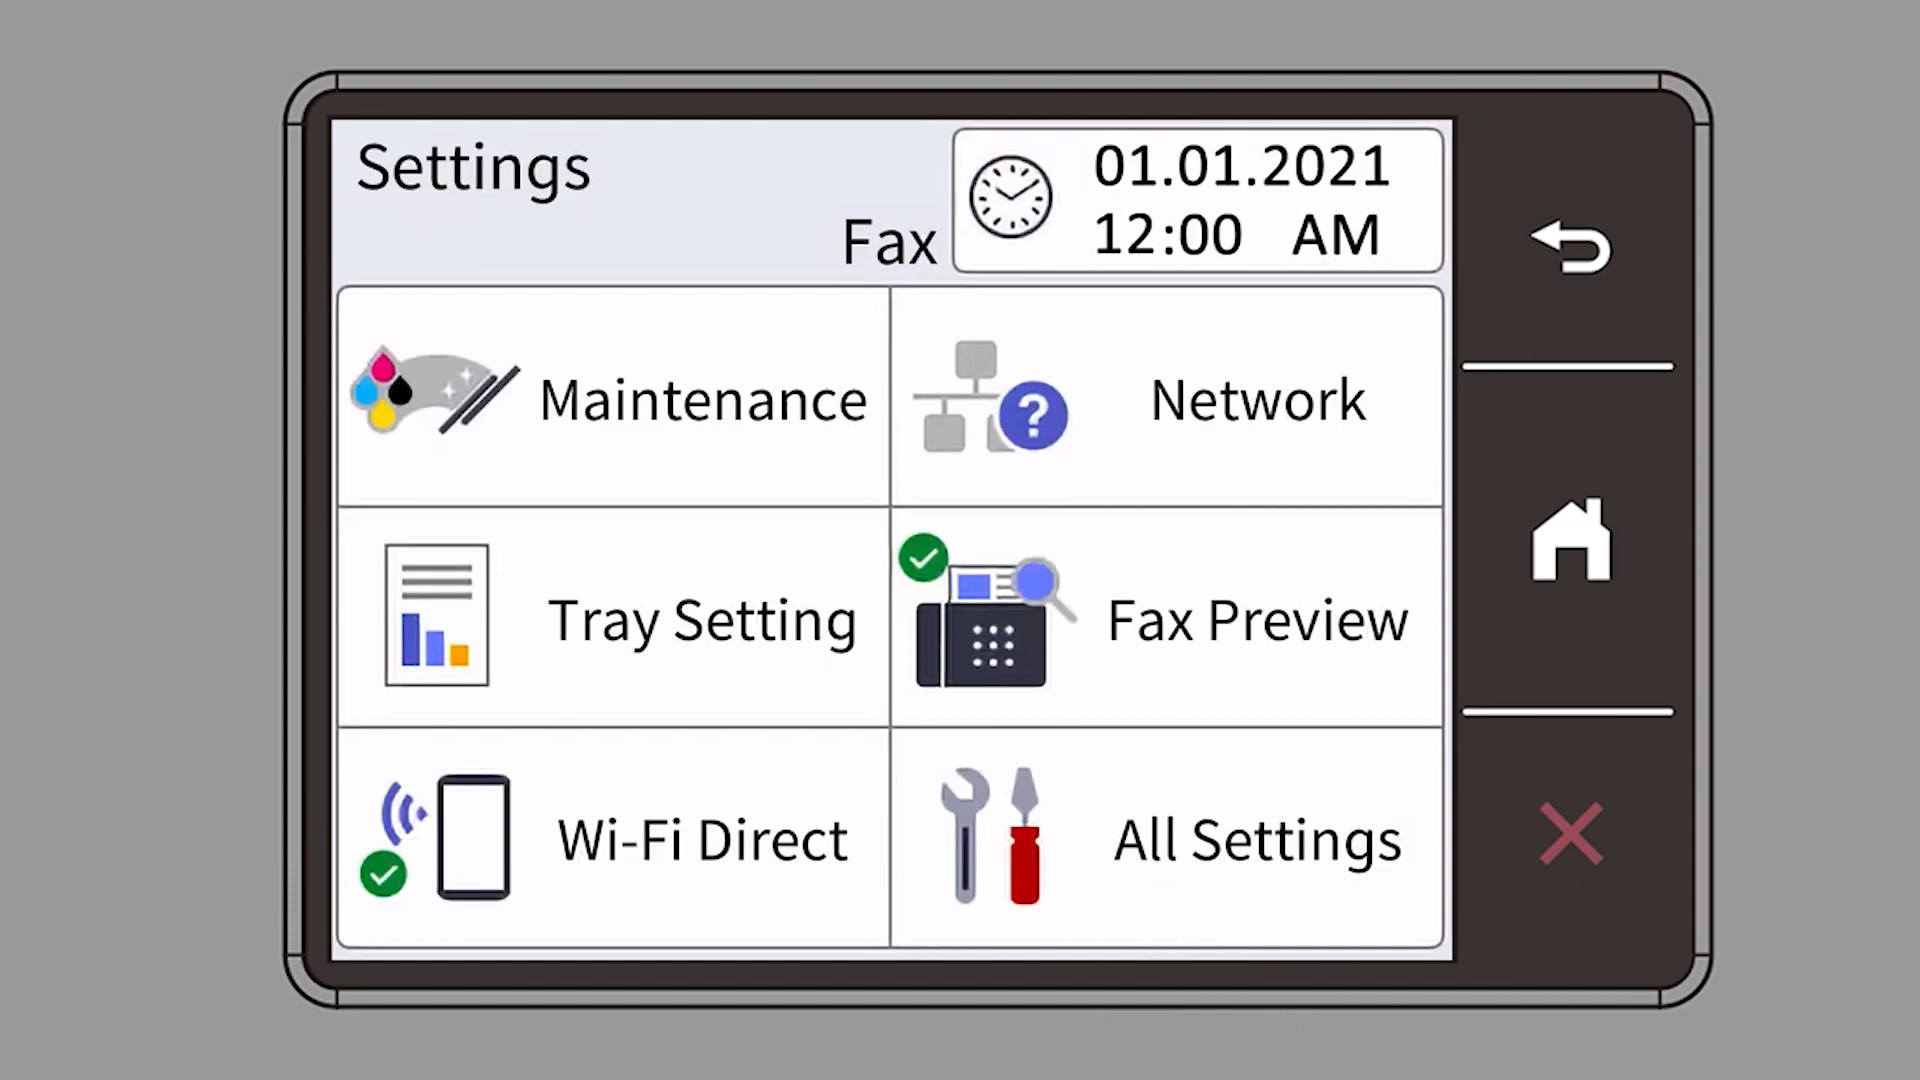 Settings
Fax
01.01.2021
12:00 AM
Maintenance
Network
Tray Setting
Fax Preview
Wi-Fi Direct
All Settings